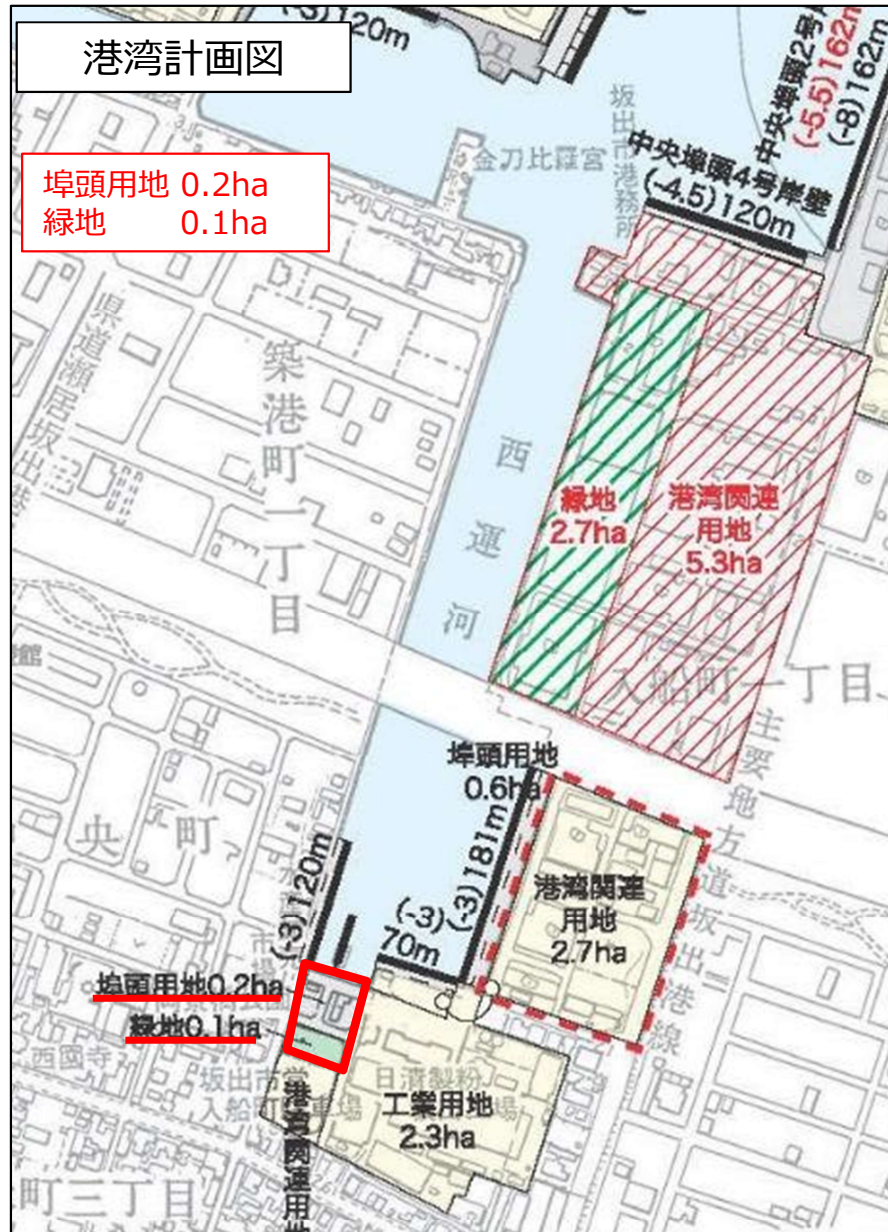 港湾計画図
埠頭用地 0.2ha
緑地 0.1ha
(-3)120m
中央埠頭2号岸
(-5.5)162m
(-8)162m
坂出市港務所
金刀比羅宮
中央埠頭4号岸壁
(-4.5)120m
県道瀬居坂出港
築港町一丁目
西運河
緑地
2.7ha
港湾関連
用地
5.3ha
入船町一丁目
主要地方道坂出港線
館
央町
埠頭用地
0.6ha
(-3)181m
(-3)
70m
(-3)120m
港湾関連
用地
2.7ha
市場
埠頭用地0.2ha
緑地0.1ha
西國寺
坂出市営
入船町
車場
日清製粉
場
工業用地
2.3ha
港湾関連用地
町三丁目